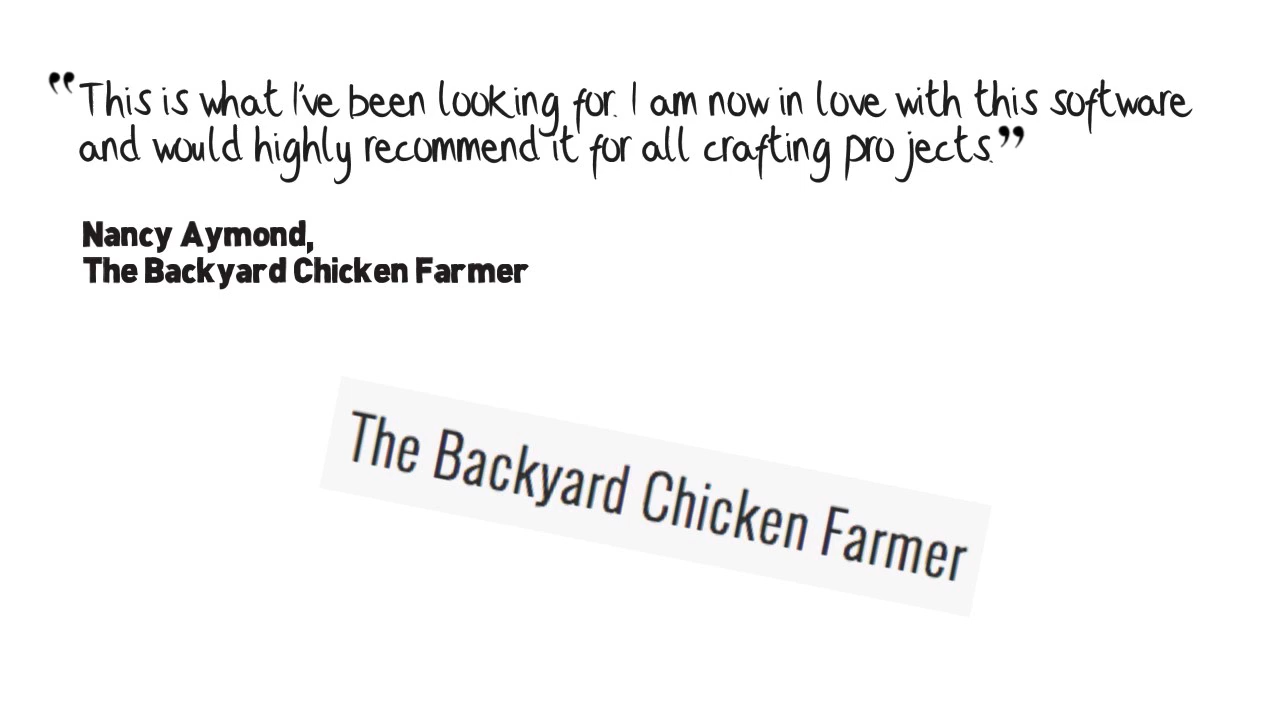 “This is what I've been looking for. I am now in love with this software
and would highly recommend it for all crafting projects.”
Nancy Aymond,
The Backyard Chicken Farmer
The Backyard Chicken Farmer